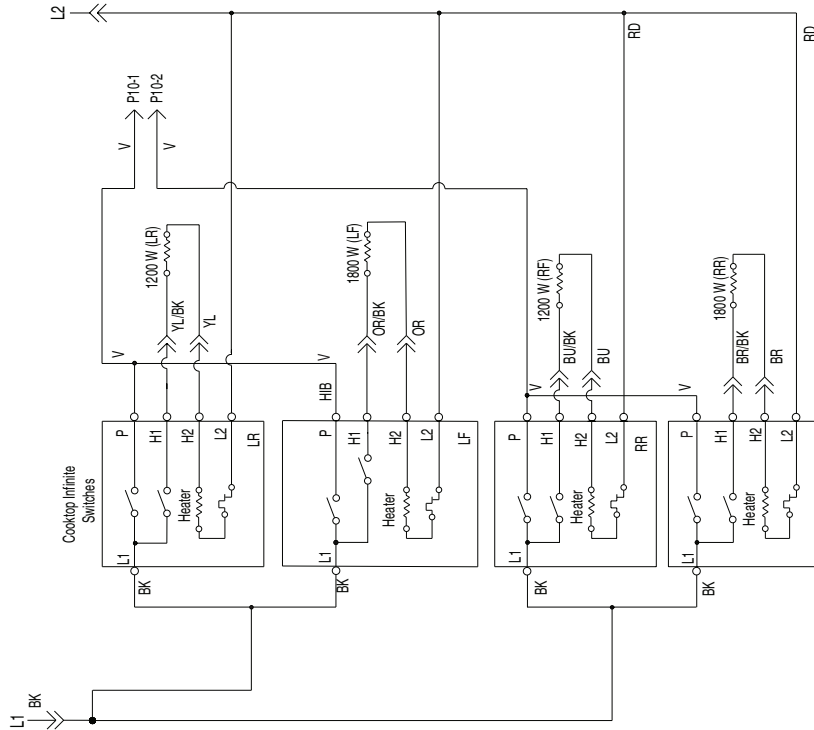 L1
BK
L2
Cooktop Infinite
Switches
P10-1
P10-2
V
V
BK
L1
Heater
P
H1
H2
L2
LR
V
YL/BK
YL
1200 W (LR)
BK
L1
Heater
P
H1
H2
L2
LF
HIB
V
OR/BK
OR
1800 W (LF)
BK
L1
Heater
P
H1
H2
L2
RR
V
BU/BK
BU
1200 W (RF)
RD
BK
L1
Heater
P
H1
H2
L2
V
BR/BK
BR
1800 W (RR)
RD